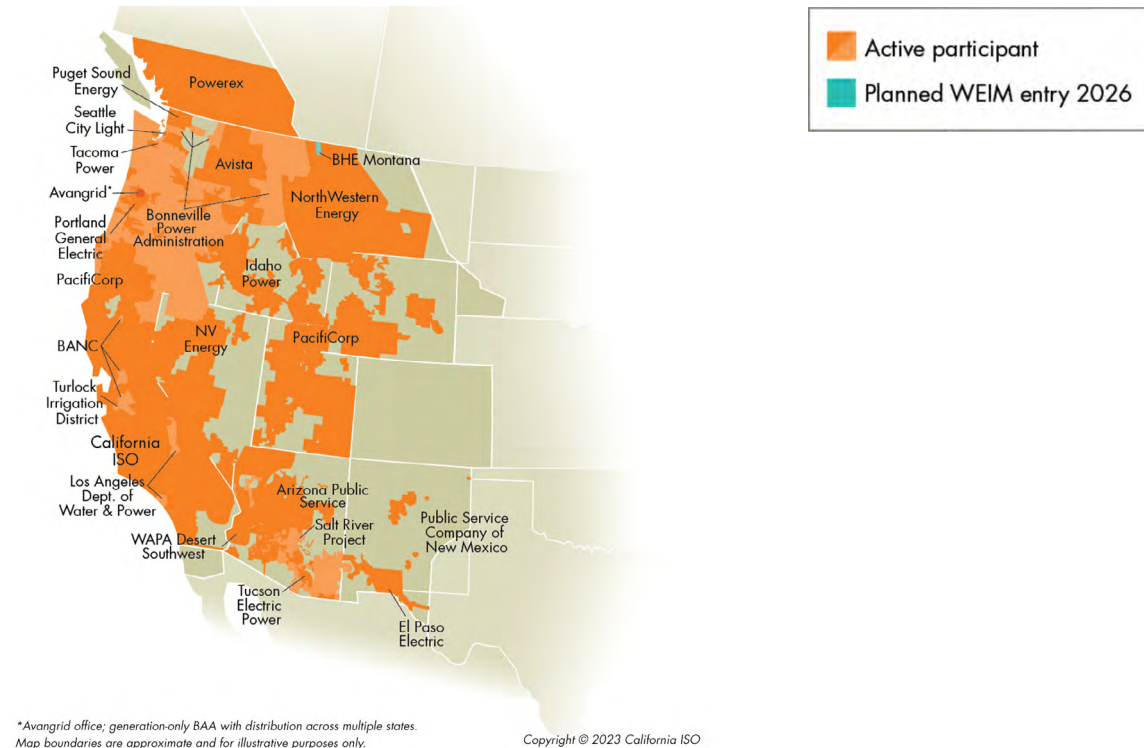 Active participant
Planned WEIM entry 2026
Puget Sound
Energy
Powerex
Seattle
City Light
Tacoma
Power
Avista
BHE Montana
Avangrid*
NorthWestern
Energy
Bonneville
Power
Administration
Portland
General
Electric
PacifiCorp
Idaho
Power
NV
Energy
PacifiCorp
BANC
Turlock
Irrigation
District
California
ISO
Los Angeles
Dept. of
Water & Power
Arizona Public
Service
Salt River
Project
Public Service
Company of
New Mexico
WAPA Desert
Southwest
Tucson
Electric
Power
El Paso
Electric
*Avangrid office; generation-only BAA with distribution across multiple states.
Map boundaries are approximate and for illustrative purposes only.
Copyright © 2023 California ISO